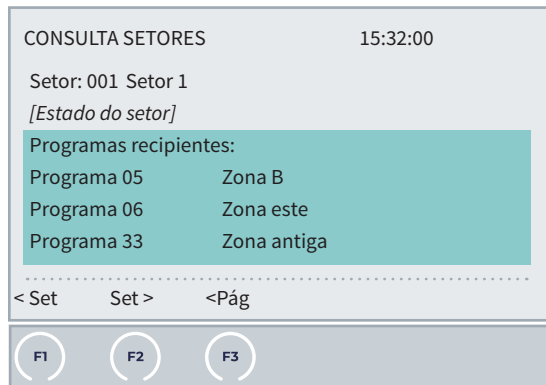 CONSULTA SETORES 15:32:00
Setor: 001 Setor 1
[Estado do setor]
Programas recipientes:
Programa 05 Zona B
Programa 06 Zona este
Programa 33 Zona antiga
< Set Set > <Pág
F1 F2 F3